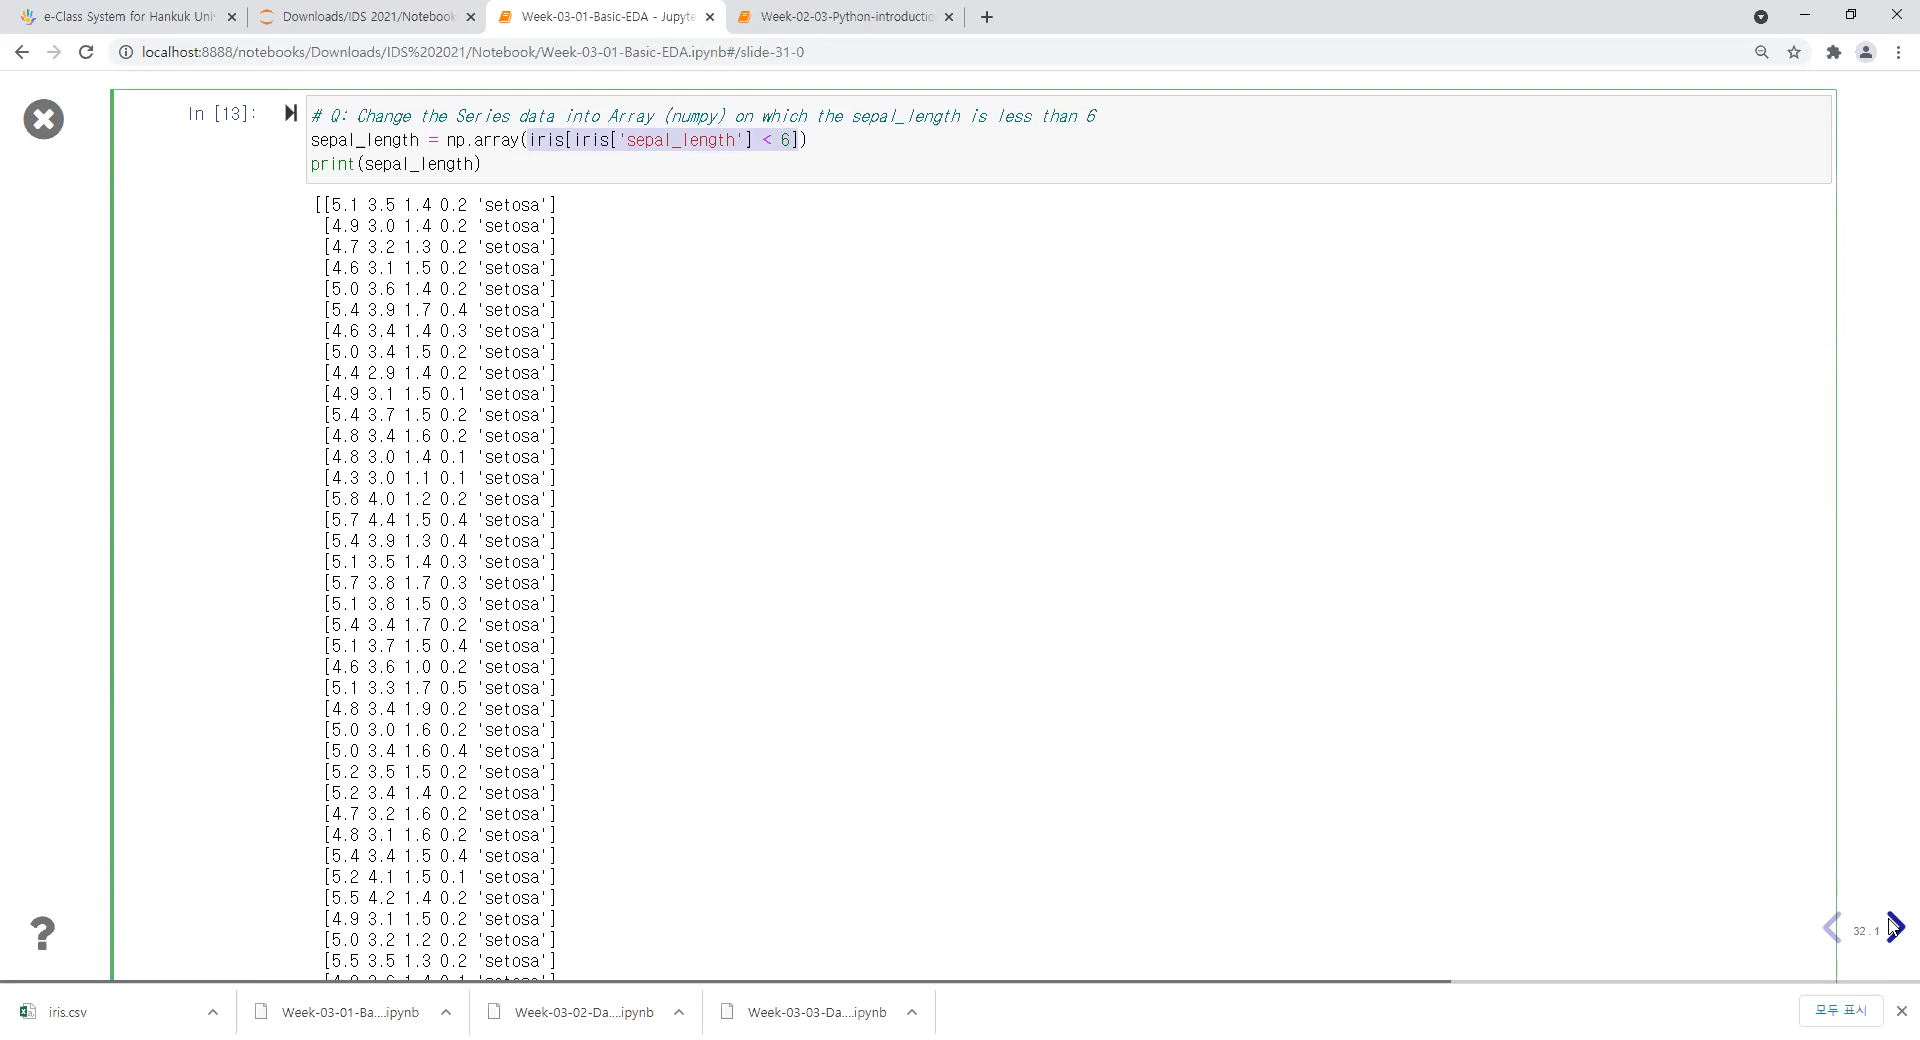 e-Class System for Hankuk Uni
Downloads/IDS 2021/Notebook
Week-03-01-Basic-EDA - Jupyte
Week-02-03-Python-introductio
localhost:8888/notebooks/Downloads/IDS%202021/Notebook/Week-03-01-Basic-EDA.ipynb#/slide-31-0
In [13]:
# Q: Change the Series data into Array (numpy) on which the sepal_length is less than 6
sepal_length = np.array(iris[iris['sepal_length'] < 6])
print(sepal_length)
[[5.1 3.5 1.4 0.2 'setosa']
[4.9 3.0 1.4 0.2 'setosa']
[4.7 3.2 1.3 0.2 'setosa']
[4.6 3.1 1.5 0.2 'setosa']
[5.0 3.6 1.4 0.2 'setosa']
[5.4 3.9 1.7 0.4 'setosa']
[4.6 3.4 1.4 0.3 'setosa']
[5.0 3.4 1.5 0.2 'setosa']
[4.4 2.9 1.4 0.2 'setosa']
[4.9 3.1 1.5 0.1 'setosa']
[5.4 3.7 1.5 0.2 'setosa']
[4.8 3.4 1.6 0.2 'setosa']
[4.8 3.0 1.4 0.1 'setosa']
[4.3 3.0 1.1 0.1 'setosa']
[5.8 4.0 1.2 0.2 'setosa']
[5.7 4.4 1.5 0.4 'setosa']
[5.4 3.9 1.3 0.4 'setosa']
[5.1 3.5 1.4 0.3 'setosa']
[5.7 3.8 1.7 0.3 'setosa']
[5.1 3.8 1.5 0.3 'setosa']
[5.4 3.4 1.7 0.2 'setosa']
[5.1 3.7 1.5 0.4 'setosa']
[4.6 3.6 1.0 0.2 'setosa']
[5.1 3.3 1.7 0.5 'setosa']
[4.8 3.4 1.9 0.2 'setosa']
[5.0 3.0 1.6 0.2 'setosa']
[5.0 3.4 1.6 0.4 'setosa']
[5.2 3.5 1.5 0.2 'setosa']
[5.2 3.4 1.4 0.2 'setosa']
[4.7 3.2 1.6 0.2 'setosa']
[4.8 3.1 1.6 0.2 'setosa']
[5.4 3.4 1.5 0.4 'setosa']
[5.2 4.1 1.5 0.1 'setosa']
[5.5 4.2 1.4 0.2 'setosa']
[4.9 3.1 1.5 0.2 'setosa']
[5.0 3.2 1.2 0.2 'setosa']
[5.5 3.5 1.3 0.2 'setosa']
?
32.1
iris.csv
Week-03-01-Ba....ipynb
Week-03-02-Da....ipynb
Week-03-03-Da....ipynb
모두 표시